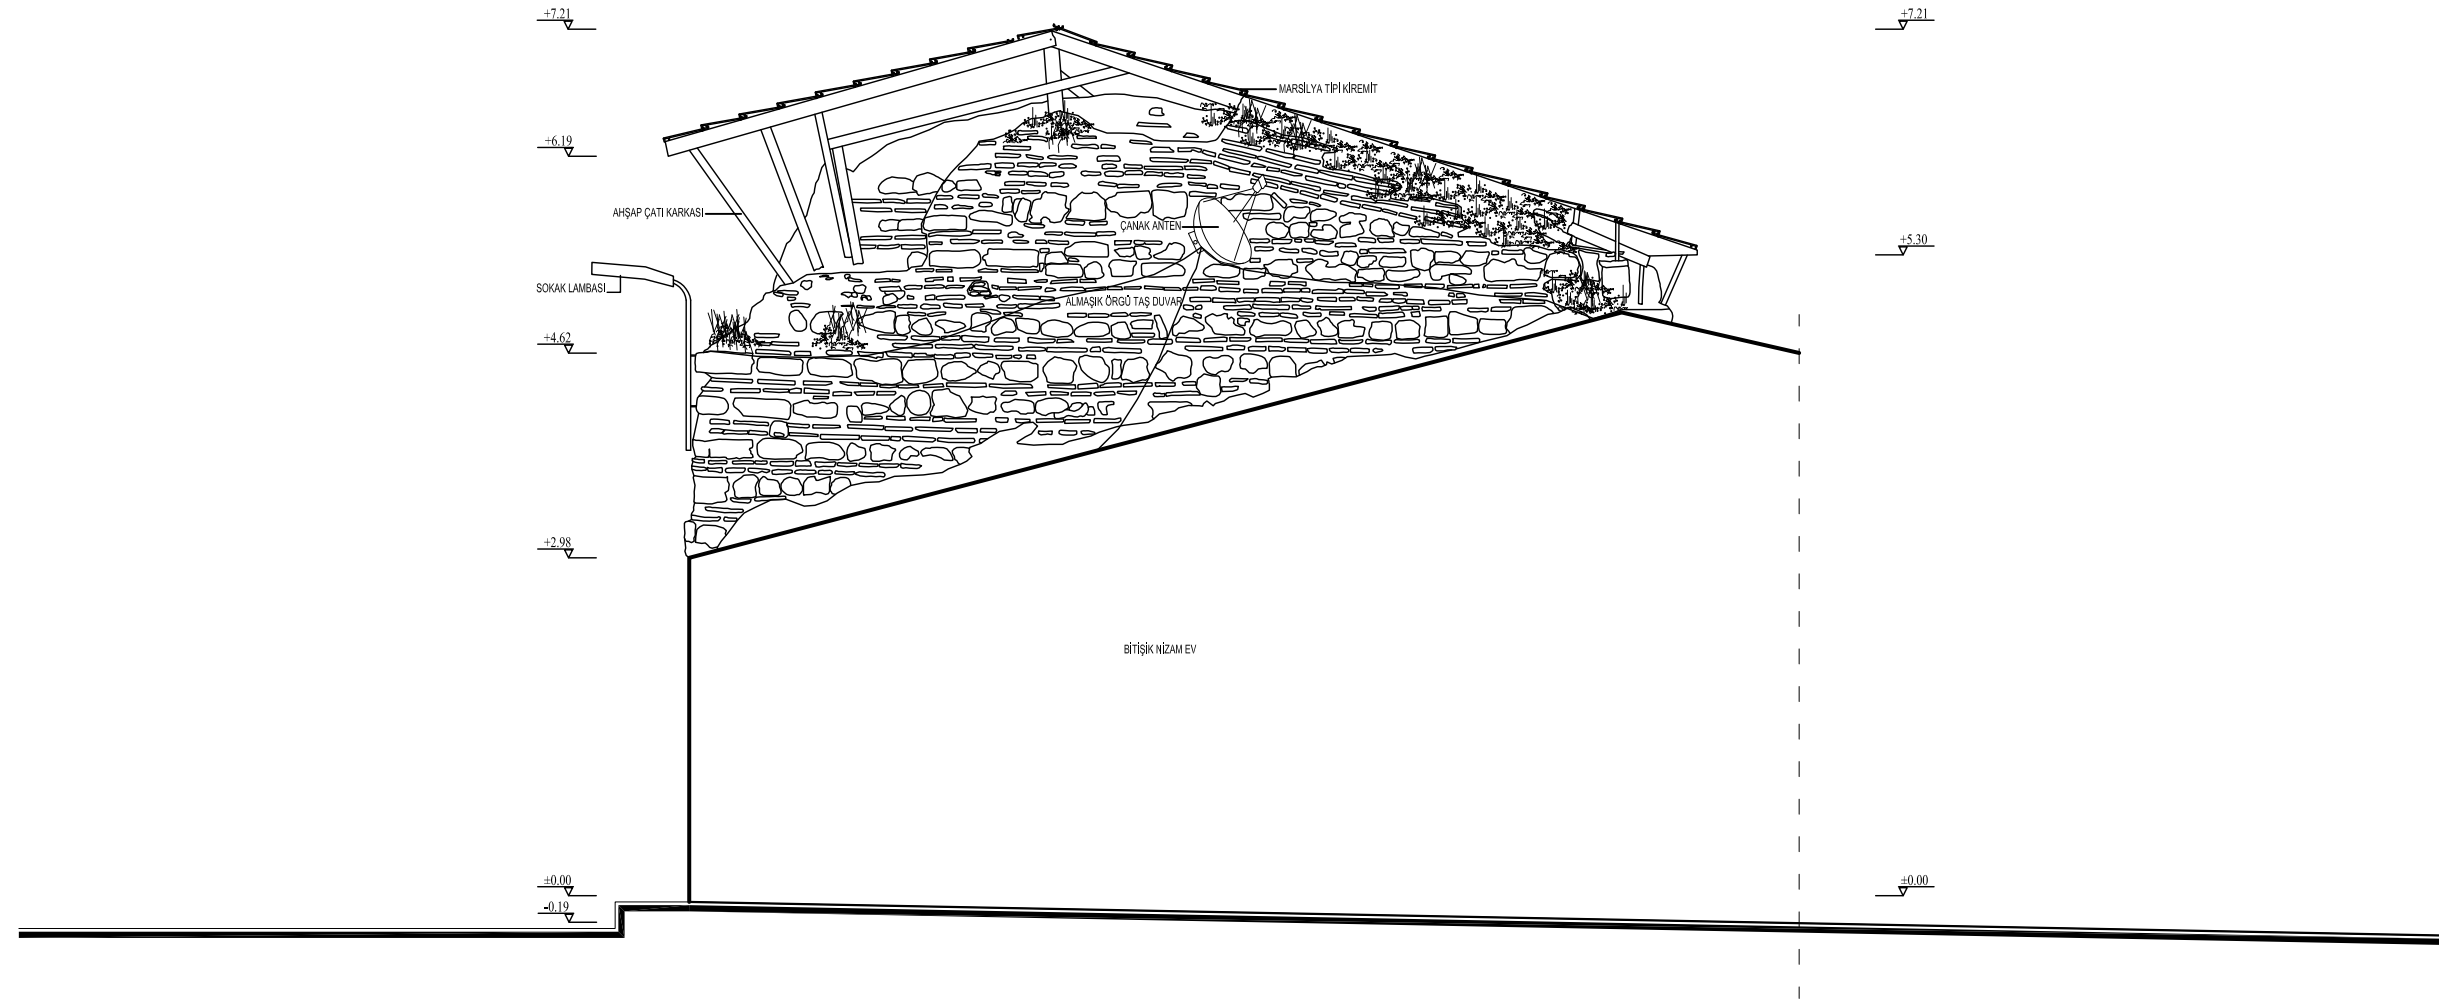 +7.21
+7.21
MARSİLYA TİPİ KİREMİT
+6.19
AHŞAP ÇATI KARKASI
ÇANAK ANTEN
+5.30
SOKAK LAMBASI
ALMAŞIK ÖRGÜ TAŞ DUVAR
+4.62
+2.98
BİTİŞİK NİZAM EV
±0.00
±0.00
-0.19